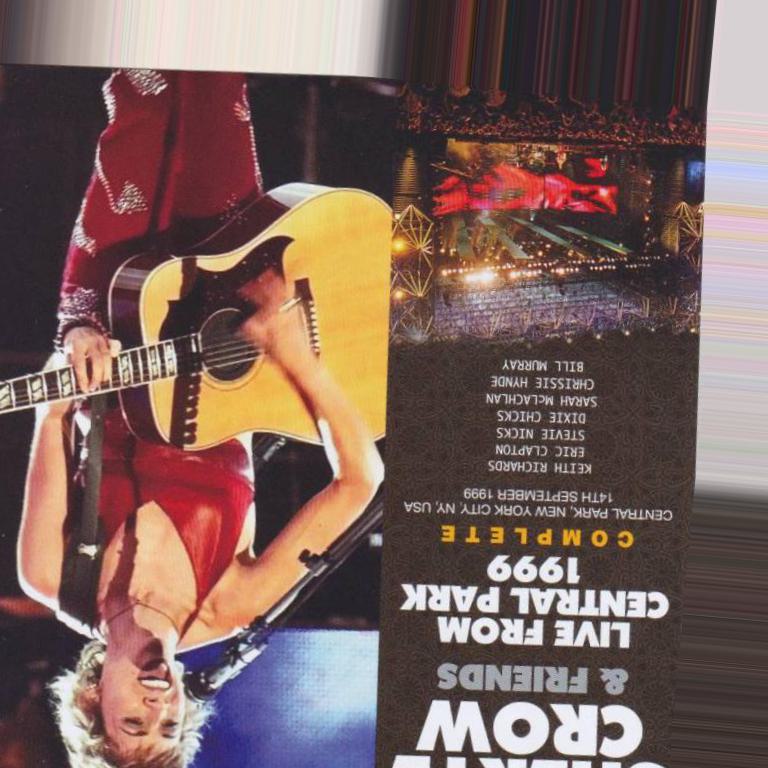 CROW
& FRIENDS
LIVE FROM
CENTRAL PARK
1999
COMPLETE
CENTRAL PARK, NEW YORK CITY, NY, USA
14TH SEPTEMBER 1999
KEITH RICHARDS
ERIC CLAPTON
STEVIE NICKS
DIXIE CHICKS
SARAH McLACHLAN
CHRISSIE HYNDE
BILL MURRAY